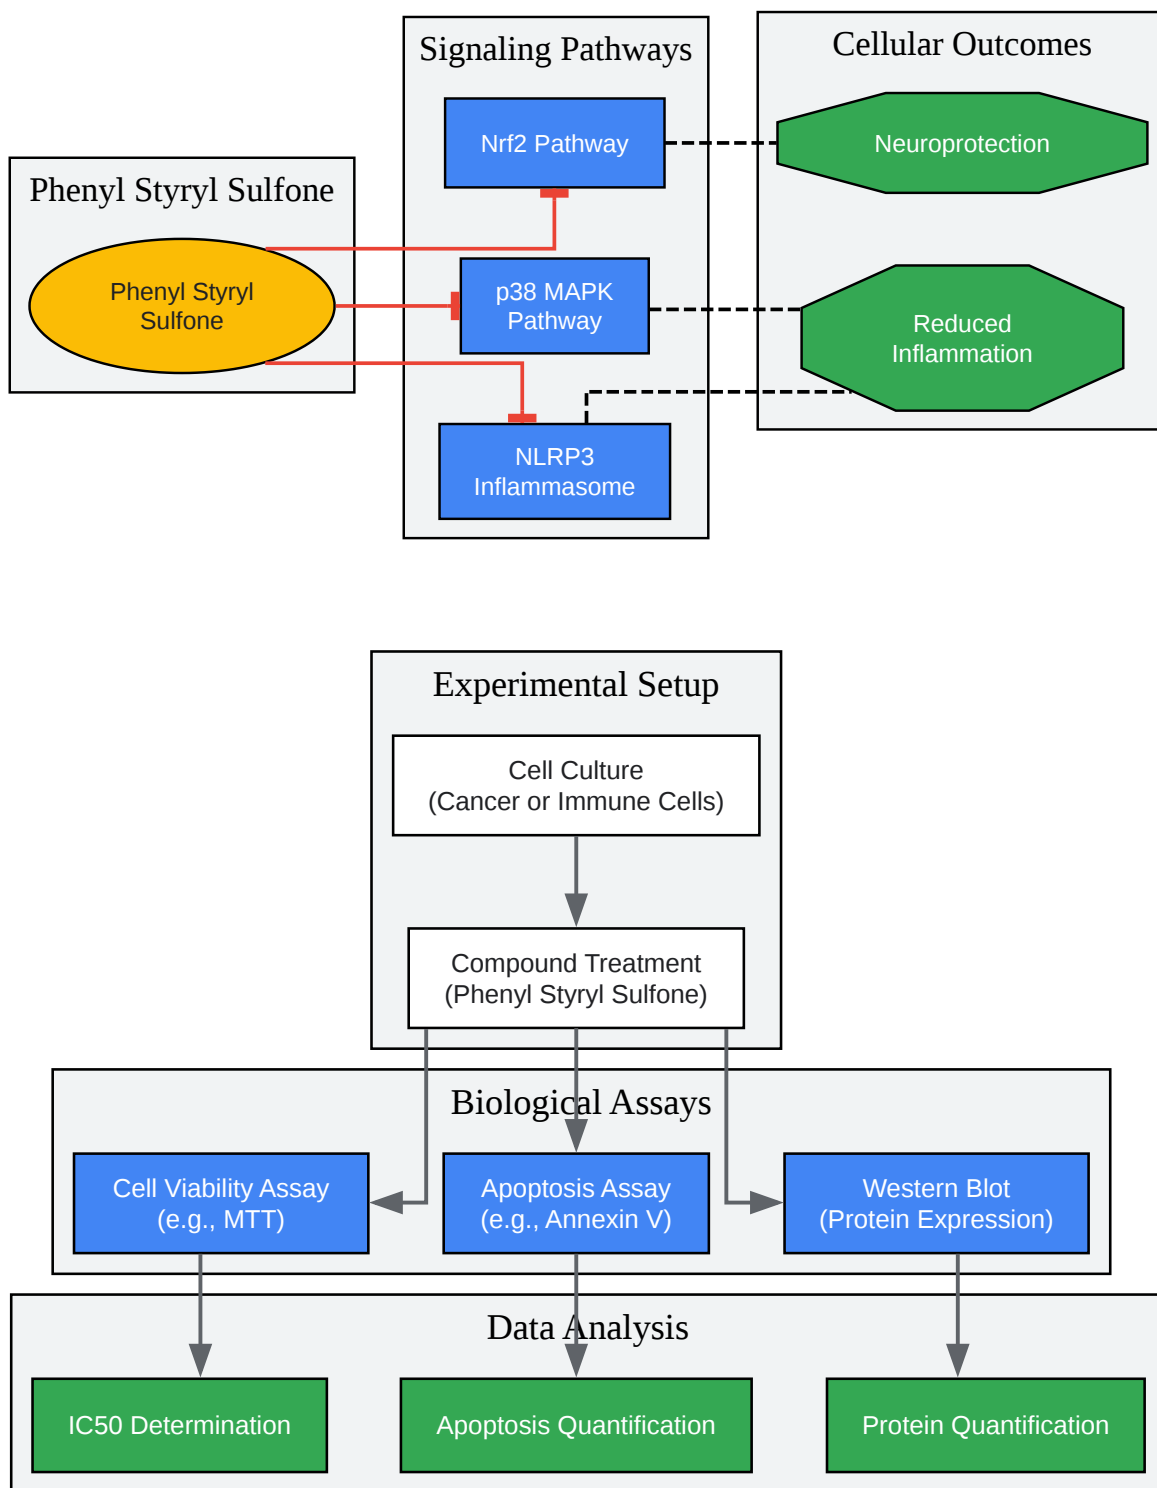 Signaling Pathways
Cellular Outcomes
Nrf2 Pathway
Neuroprotection
Phenyl Styryl Sulfone
Phenyl Styryl
Sulfone
p38 MAPK
Pathway
Reduced
Inflammation
NLRP3
Inflammasome
Experimental Setup
Cell Culture
(Cancer or Immune Cells)
Compound Treatment
(Phenyl Styryl Sulfone)
Biological Assays
Cell Viability Assay
(e.g., MTT)
Apoptosis Assay
(e.g., Annexin V)
Western Blot
(Protein Expression)
Data Analysis
IC50 Determination
Apoptosis Quantification
Protein Quantification